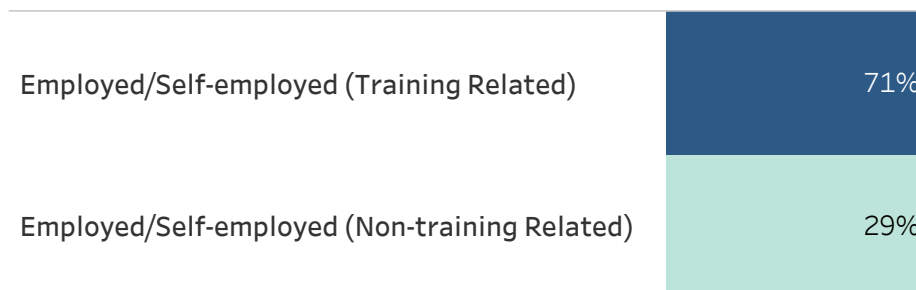 Employed/Self-employed (Training Related) 71%
Employed/Self-employed (Non-training Related) 29%